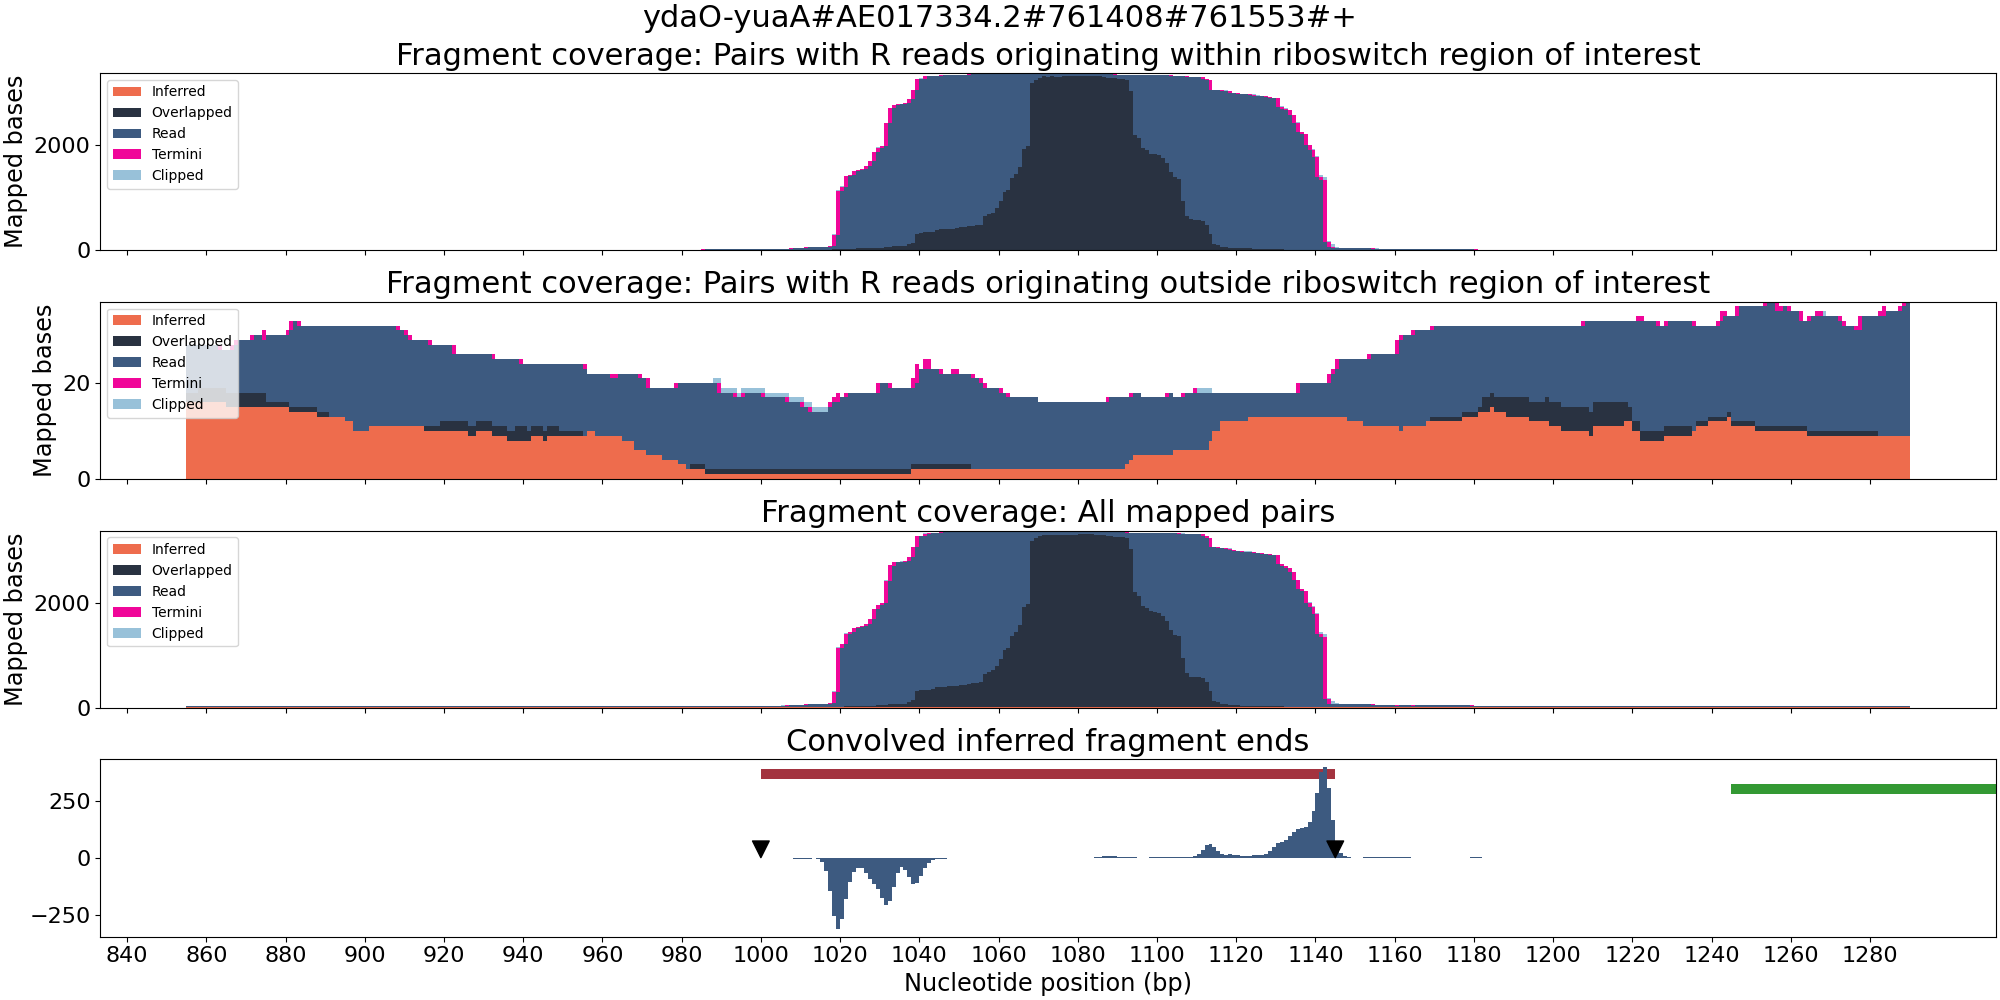 ydaO-yuaA#AE017334.2#761408#761553#+
Fragment coverage: Pairs with R reads originating within riboswitch region of interest
Mapped bases
2000
0
Inferred
Overlapped
Read
Termini
Clipped
Fragment coverage: Pairs with R reads originating outside riboswitch region of interest
Mapped bases
20
0
Inferred
Overlapped
Read
Termini
Clipped
Fragment coverage: All mapped pairs
Mapped bases
2000
0
Inferred
Overlapped
Read
Termini
Clipped
Convolved inferred fragment ends
250
0
−250
840 860 880 900 920 940 960 980 1000 1020 1040 1060 1080 1100 1120 1140 1160 1180 1200 1220 1240 1260 1280
Nucleotide position (bp)